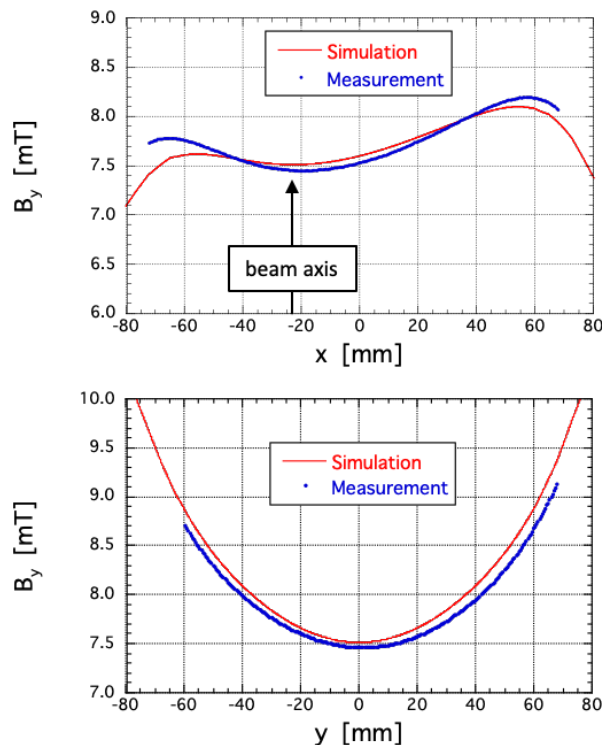 9.0
8.5
8.0
7.5
7.0
6.5
6.0
B_y [mT]
Simulation
Measurement
beam axis
-80 -60 -40 -20 0 20 40 60 80
x [mm]
10.0
9.5
9.0
8.5
8.0
7.5
7.0
B_y [mT]
Simulation
Measurement
-80 -60 -40 -20 0 20 40 60 80
y [mm]